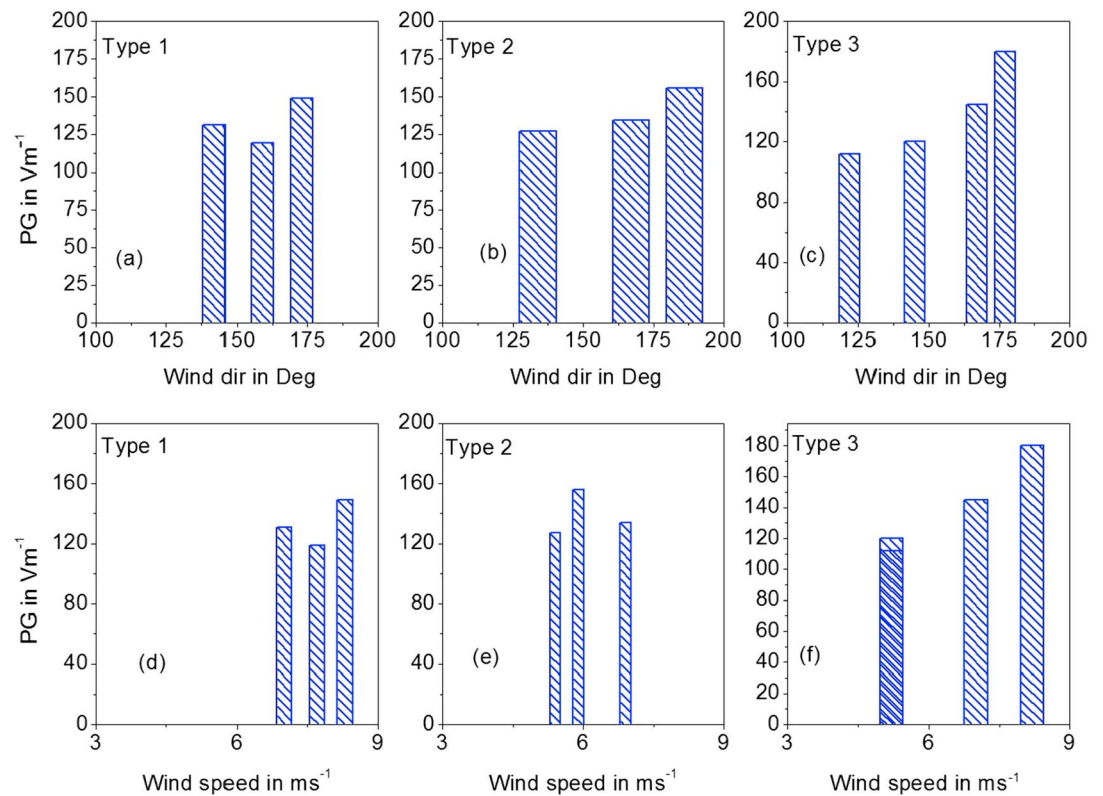 200
175
150
125
100
75
50
25
0
PG in Vm⁻¹
Type 1
(a)
100 125 150 175 200
Wind dir in Deg
200
175
150
125
100
75
50
25
0
Type 2
(b)
100 125 150 175 200
Wind dir in Deg
200
160
120
80
40
0
Type 3
(c)
100 125 150 175 200
Wind dir in Deg
200
160
120
80
40
0
PG in Vm⁻¹
Type 1
(d)
3 6 9
Wind speed in ms⁻¹
200
160
120
80
40
0
Type 2
(e)
3 6 9
Wind speed in ms⁻¹
180
160
140
120
100
80
60
40
20
0
Type 3
(f)
3 6 9
Wind speed in ms⁻¹